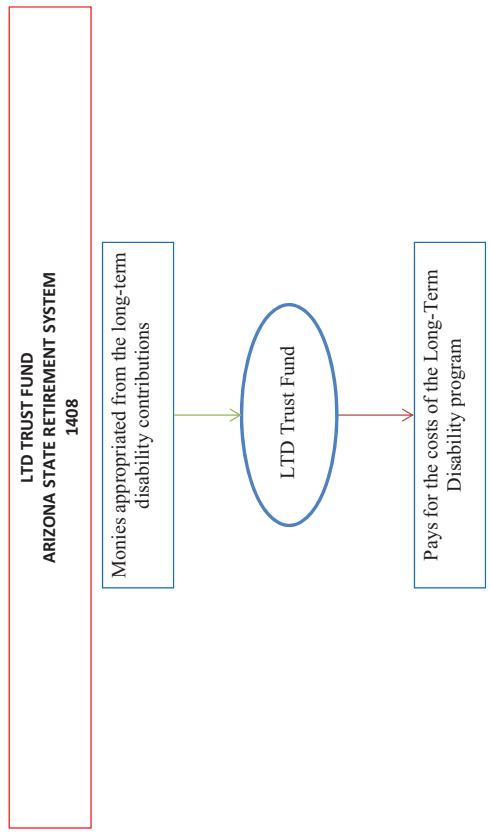 LTD TRUST FUND
ARIZONA STATE RETIREMENT SYSTEM
1408
Monies appropriated from the long-term
disability contributions
LTD Trust Fund
Pays for the costs of the Long-Term
Disability program